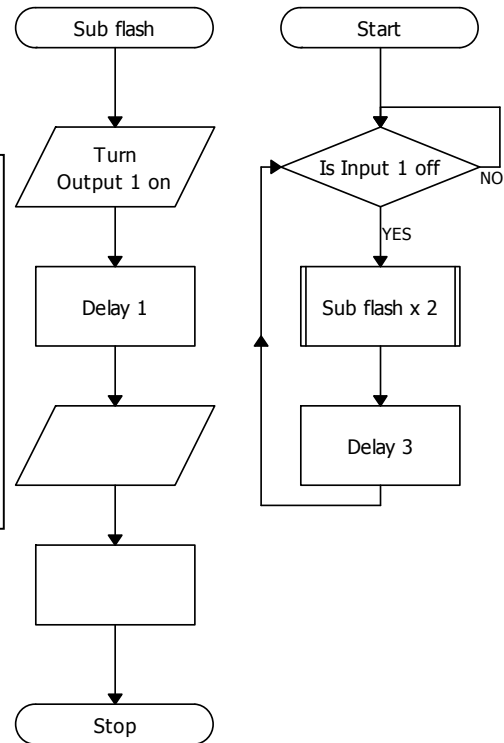 Sub flash
Turn
Output 1 on
Delay 1
Stop
Start
Is Input 1 off
NO
YES
Sub flash x 2
Delay 3